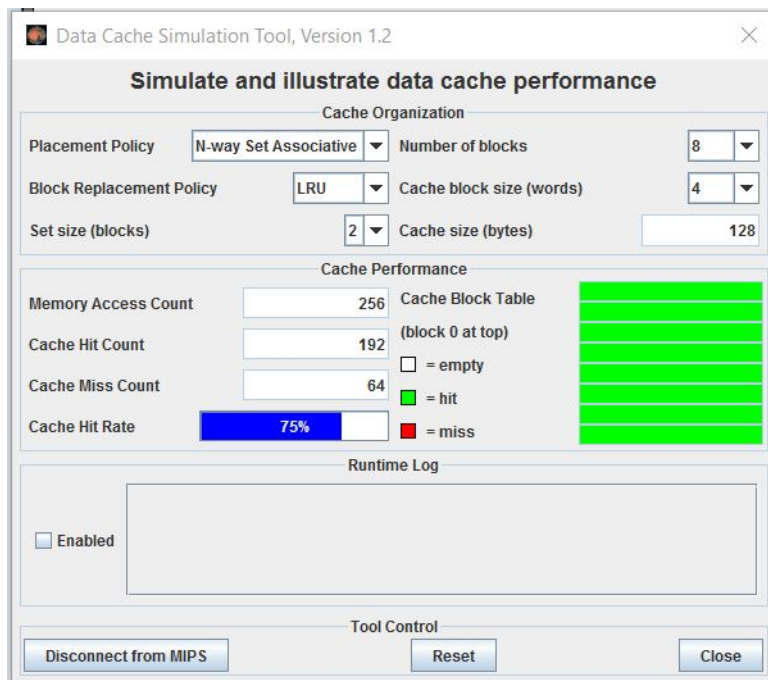 Data Cache Simulation Tool, Version 1.2
Simulate and illustrate data cache performance
Cache Organization
Placement Policy N-way Set Associative Number of blocks 8
Block Replacement Policy LRU Cache block size (words) 4
Set size (blocks) 2 Cache size (bytes) 128
Cache Performance
Memory Access Count 256 Cache Block Table
(block 0 at top)
Cache Hit Count 192
= empty
Cache Miss Count 64
= hit
Cache Hit Rate 75%
= miss
Runtime Log
Enabled
Tool Control
Disconnect from MIPS Reset Close